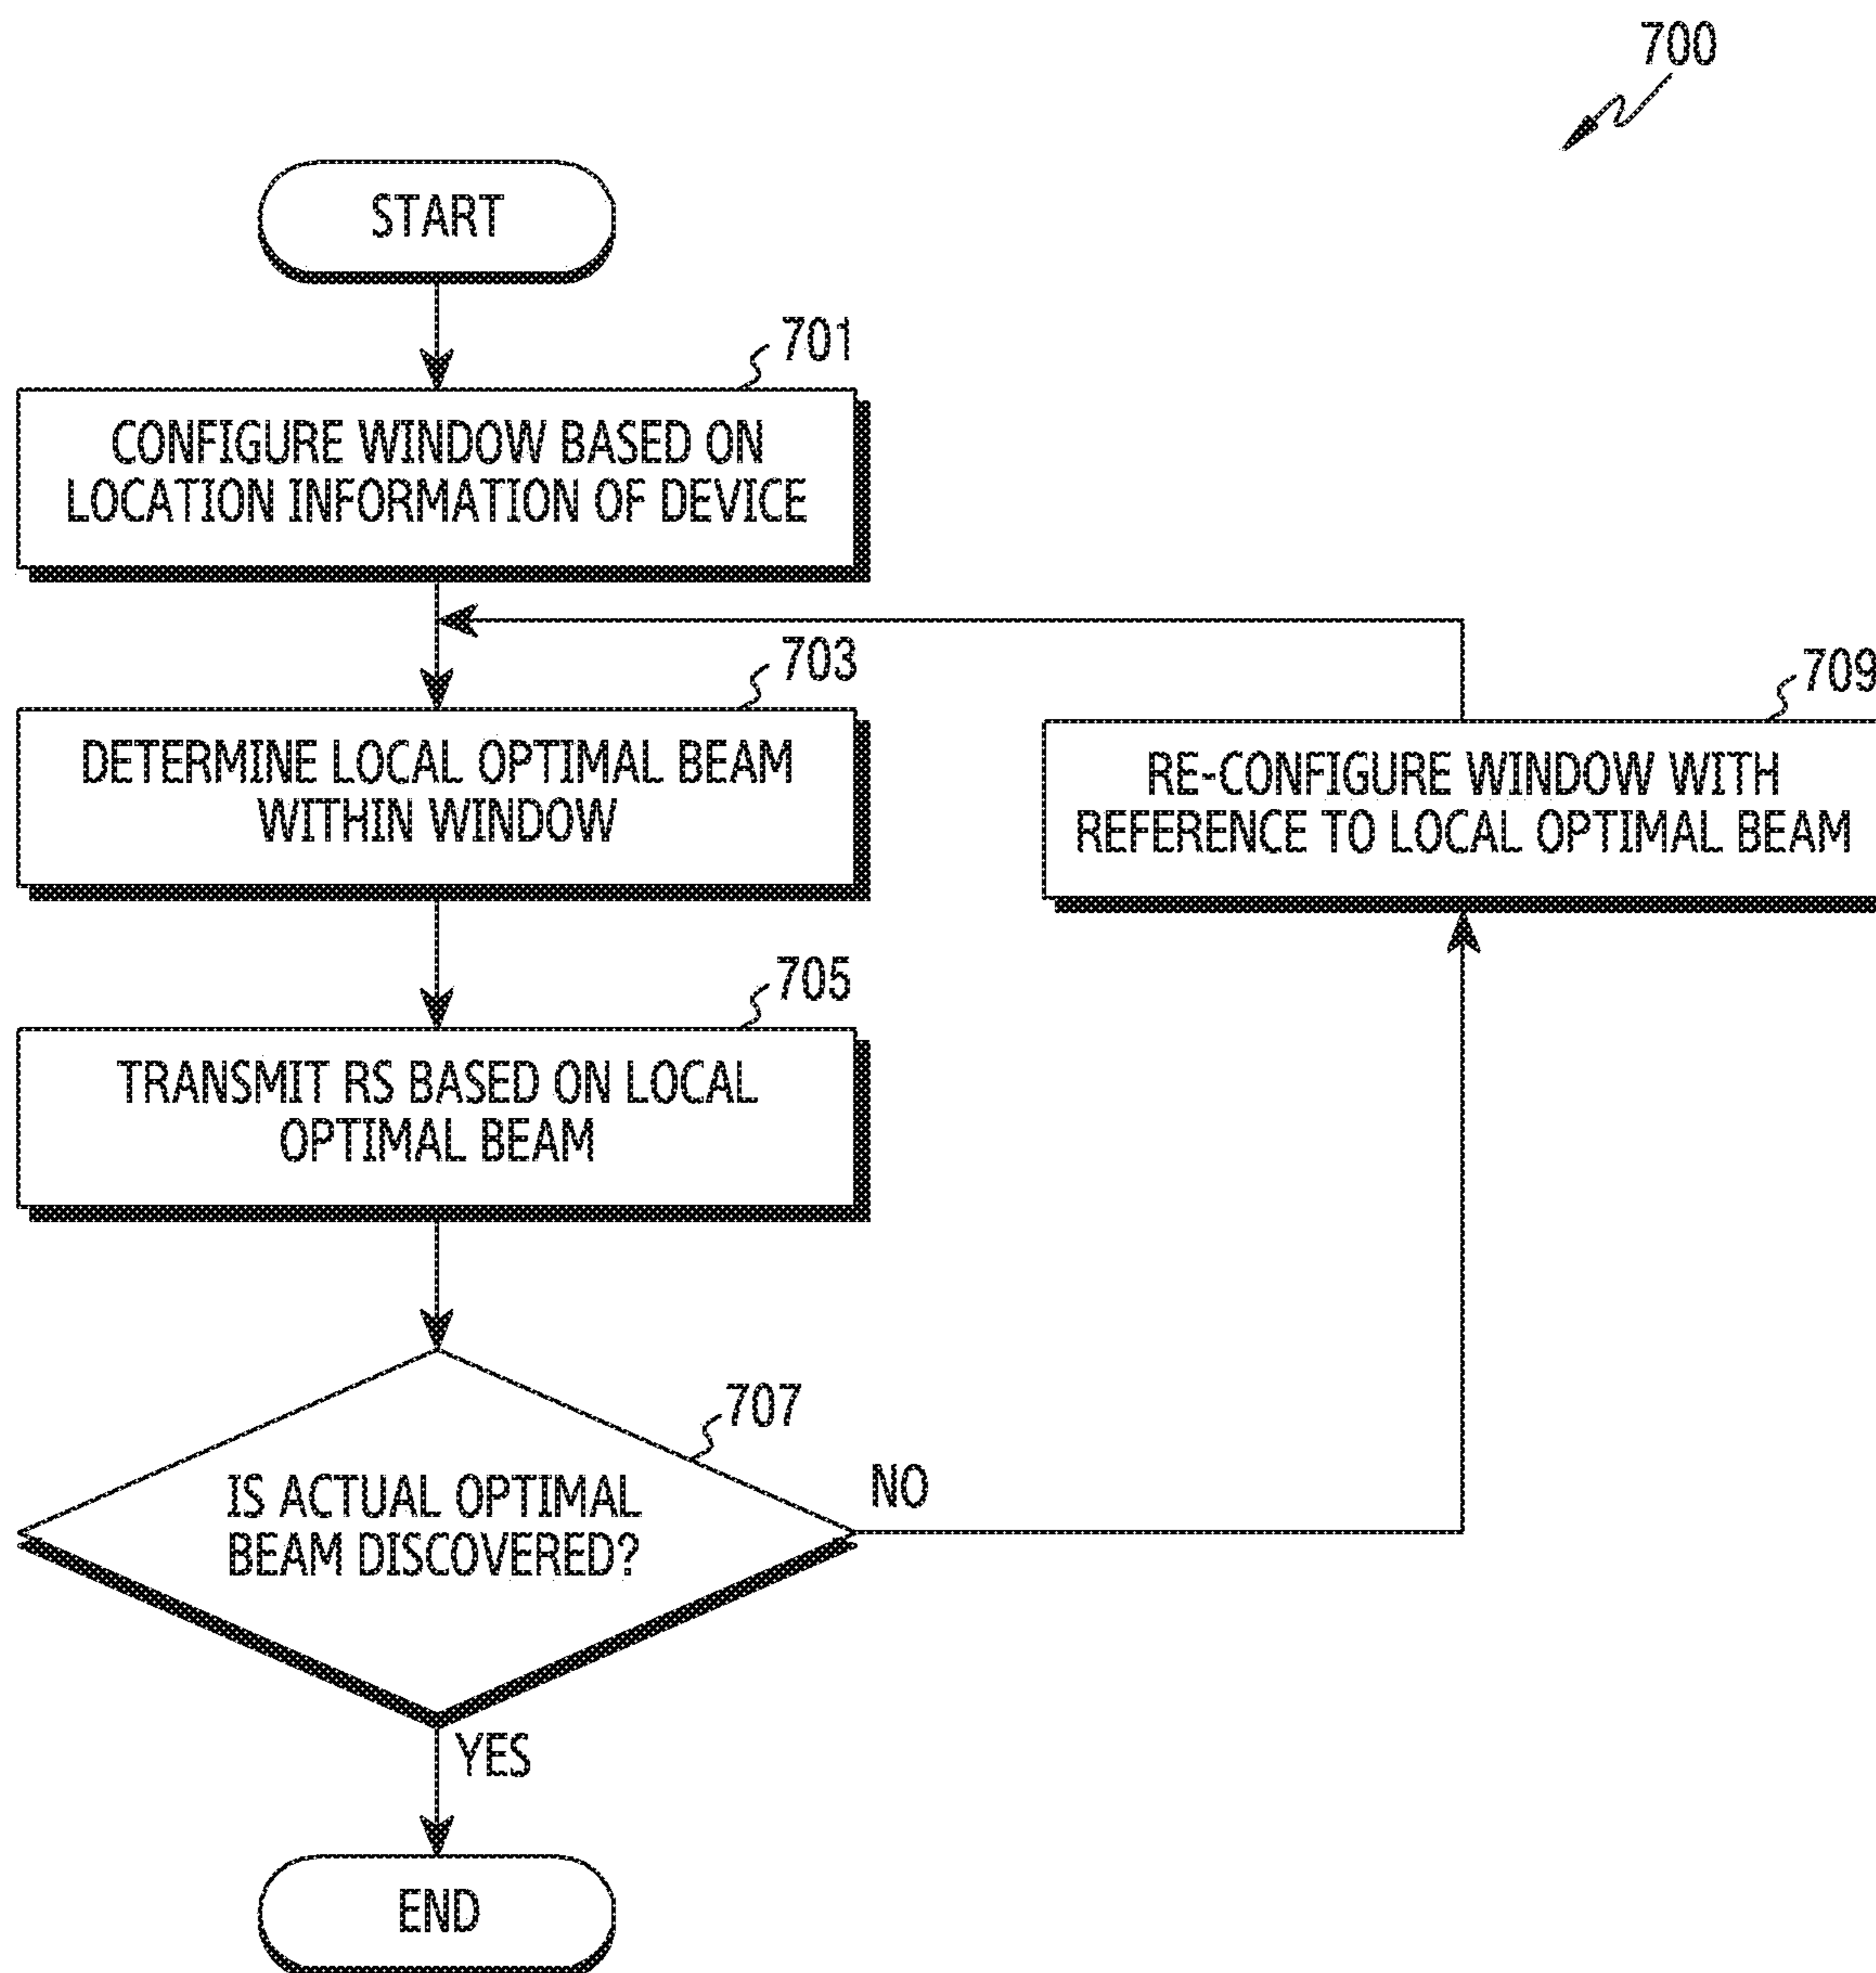 700
START
701
CONFIGURE WINDOW BASED ON
LOCATION INFORMATION OF DEVICE
703
DETERMINE LOCAL OPTIMAL BEAM
WITHIN WINDOW
709
RE-CONFIGURE WINDOW WITH
REFERENCE TO LOCAL OPTIMAL BEAM
705
TRANSMIT RS BASED ON LOCAL
OPTIMAL BEAM
707
IS ACTUAL OPTIMAL
BEAM DISCOVERED?
NO
YES
END